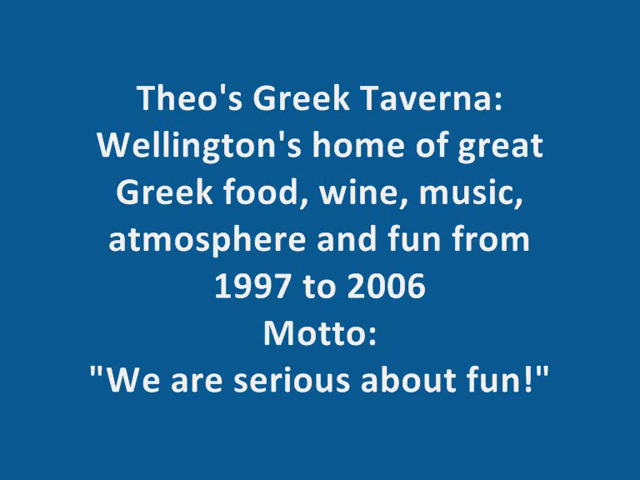 Theo's Greek Taverna:
Wellington's home of great
Greek food, wine, music,
atmosphere and fun from
1997 to 2006
Motto:
"We are serious about fun!"